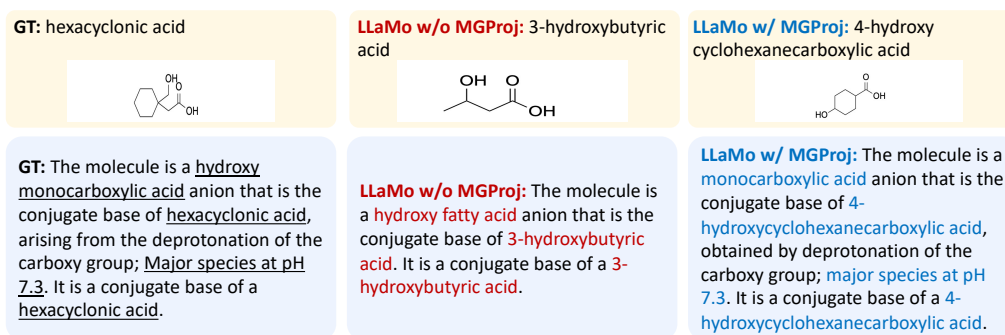 GT: hexacyclonic acid
OH
O
OH
LLaMo w/o MGProj: 3-hydroxybutyric
acid
OH O
OH
LLaMo w/ MGProj: 4-hydroxy
cyclohexanecarboxylic acid
O
OH
HO
GT: The molecule is a hydroxy
monocarboxylic acid anion that is the
conjugate base of hexacyclonic acid,
arising from the deprotonation of the
carboxy group; Major species at pH
7.3. It is a conjugate base of a
hexacyclonic acid.
LLaMo w/o MGProj: The molecule is
a hydroxy fatty acid anion that is the
conjugate base of 3-hydroxybutyric
acid. It is a conjugate base of a 3-
hydroxybutyric acid.
LLaMo w/ MGProj: The molecule is a
monocarboxylic acid anion that is the
conjugate base of 4-
hydroxycyclohexanecarboxylic acid,
obtained by deprotonation of the
carboxy group; major species at pH
7.3. It is a conjugate base of a 4-
hydroxycyclohexanecarboxylic acid.